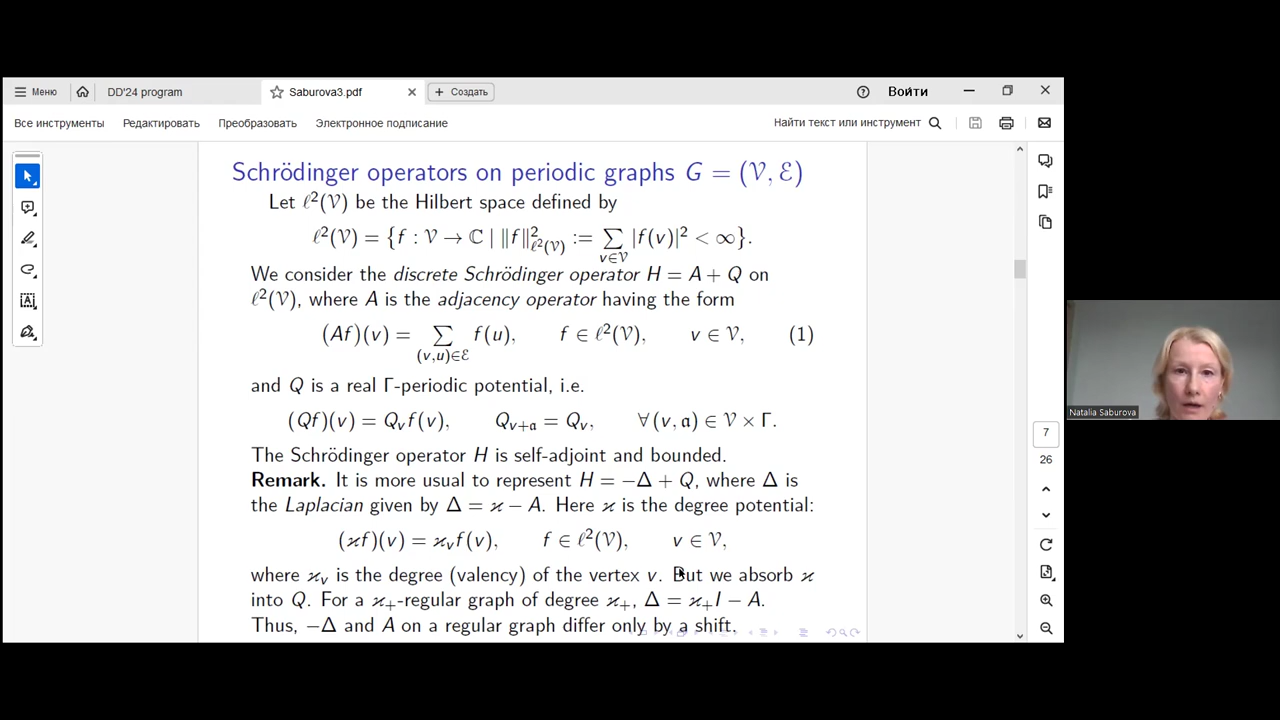 Меню
DD'24 program
Saburova3.pdf
Создать
Войти
Все инструменты
Редактировать
Преобразовать
Электронное подписание
Найти текст или инструмент
Schrödinger operators on periodic graphs G = (𝒱, ℰ)
Let ℓ²(𝒱) be the Hilbert space defined by
ℓ²(𝒱) = {f : 𝒱 → ℂ | ‖f‖²_{ℓ²(𝒱)} := ∑_{v∈𝒱} |f(v)|² < ∞}.
We consider the discrete Schrödinger operator H = A + Q on
ℓ²(𝒱), where A is the adjacency operator having the form
(Af)(v) = ∑_{(v,u)∈ℰ} f(u), f ∈ ℓ²(𝒱), v ∈ 𝒱, (1)
and Q is a real Γ-periodic potential, i.e.
(Qf)(v) = Q_v f(v), Q_{v+𝔞} = Q_v, ∀ (v, 𝔞) ∈ 𝒱 × Γ.
The Schrödinger operator H is self-adjoint and bounded.
Remark. It is more usual to represent H = −Δ + Q, where Δ is
the Laplacian given by Δ = ϰ − A. Here ϰ is the degree potential:
(ϰf)(v) = ϰ_v f(v), f ∈ ℓ²(𝒱), v ∈ 𝒱,
where ϰ_v is the degree (valency) of the vertex v. But we absorb ϰ
into Q. For a ϰ₊-regular graph of degree ϰ₊, Δ = ϰ₊I − A.
Thus, −Δ and A on a regular graph differ only by a shift.
7
26
Natalia Saburova